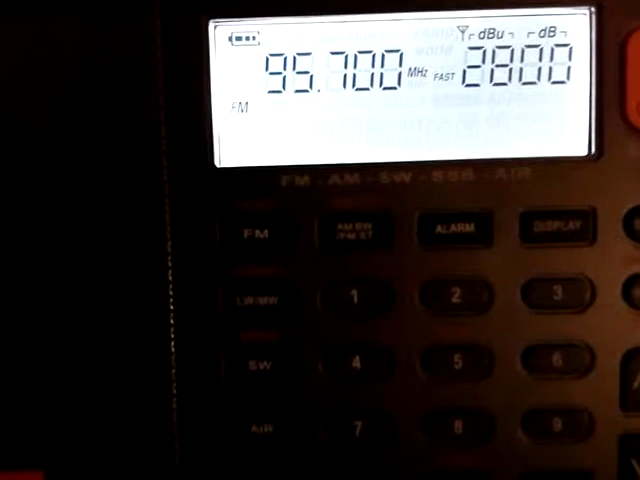 dBu dB
95.700 MHz FAST 2800
FM
FM - AM - SW - SSB - AIR
FM AM BW /FM ST ALARM DISPLAY
LW/MW 1 2 3
SW 4 5 6
AIR 7 8 9